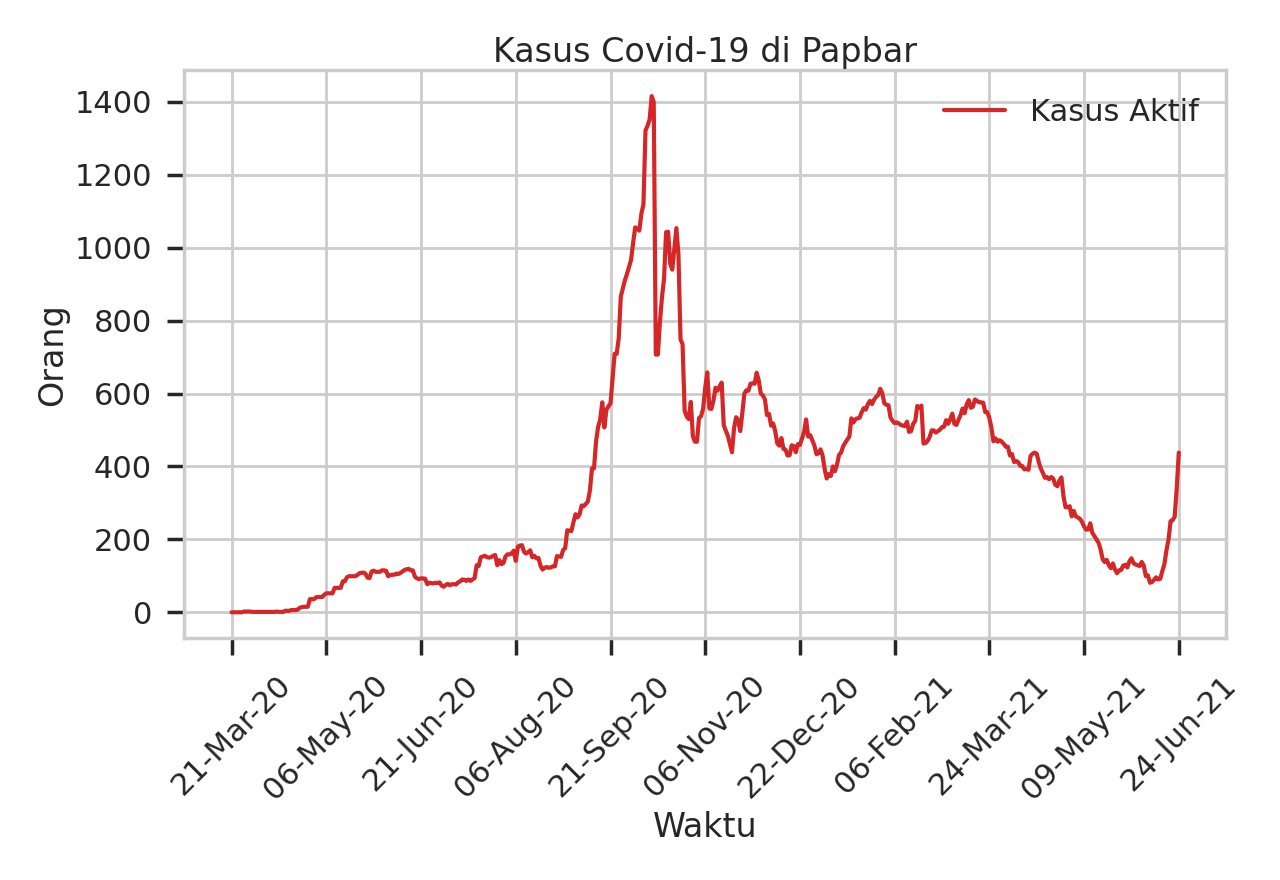 Kasus Covid-19 di Papbar
Kasus Aktif
Orang
1400
1200
1000
800
600
400
200
0
21-Mar-20
06-May-20
21-Jun-20
06-Aug-20
21-Sep-20
06-Nov-20
22-Dec-20
06-Feb-21
24-Mar-21
09-May-21
24-Jun-21
Waktu